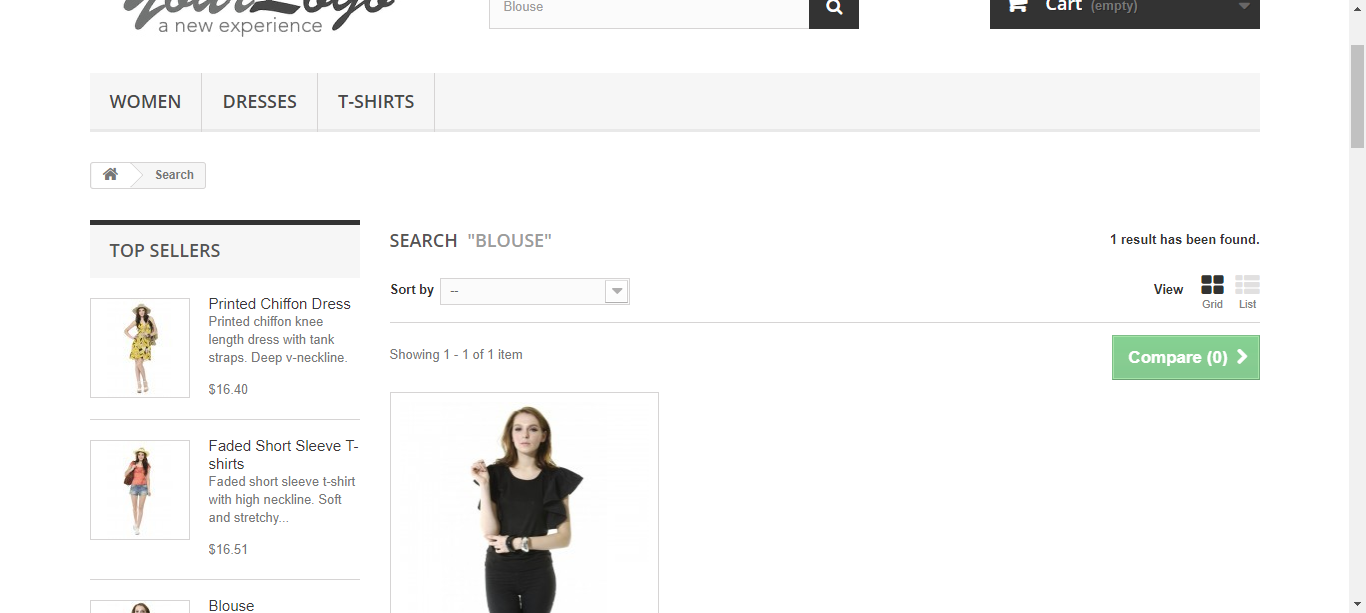 your Logo
a new experience
Blouse
Cart (empty)
WOMEN
DRESSES
T-SHIRTS
Search
TOP SELLERS
Printed Chiffon Dress
Printed chiffon knee
length dress with tank
straps. Deep v-neckline.
$16.40
Faded Short Sleeve T-
shirts
Faded short sleeve t-shirt
with high neckline. Soft
and stretchy...
$16.51
Blouse
SEARCH "BLOUSE"
1 result has been found.
Sort by --
View
Grid
List
Showing 1 - 1 of 1 item
Compare (0)